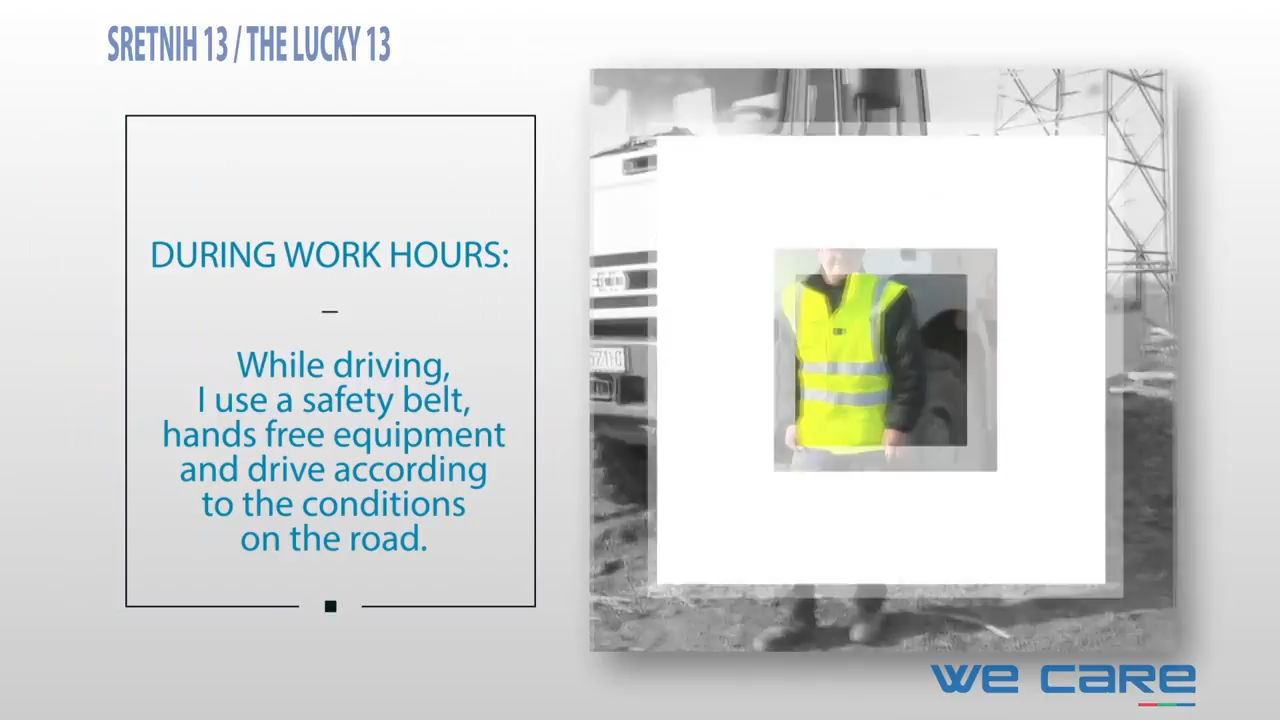 SRETNIH 13 / THE LUCKY 13
DURING WORK HOURS:
–
While driving,
I use a safety belt,
hands free equipment
and drive according
to the conditions
on the road.
we care